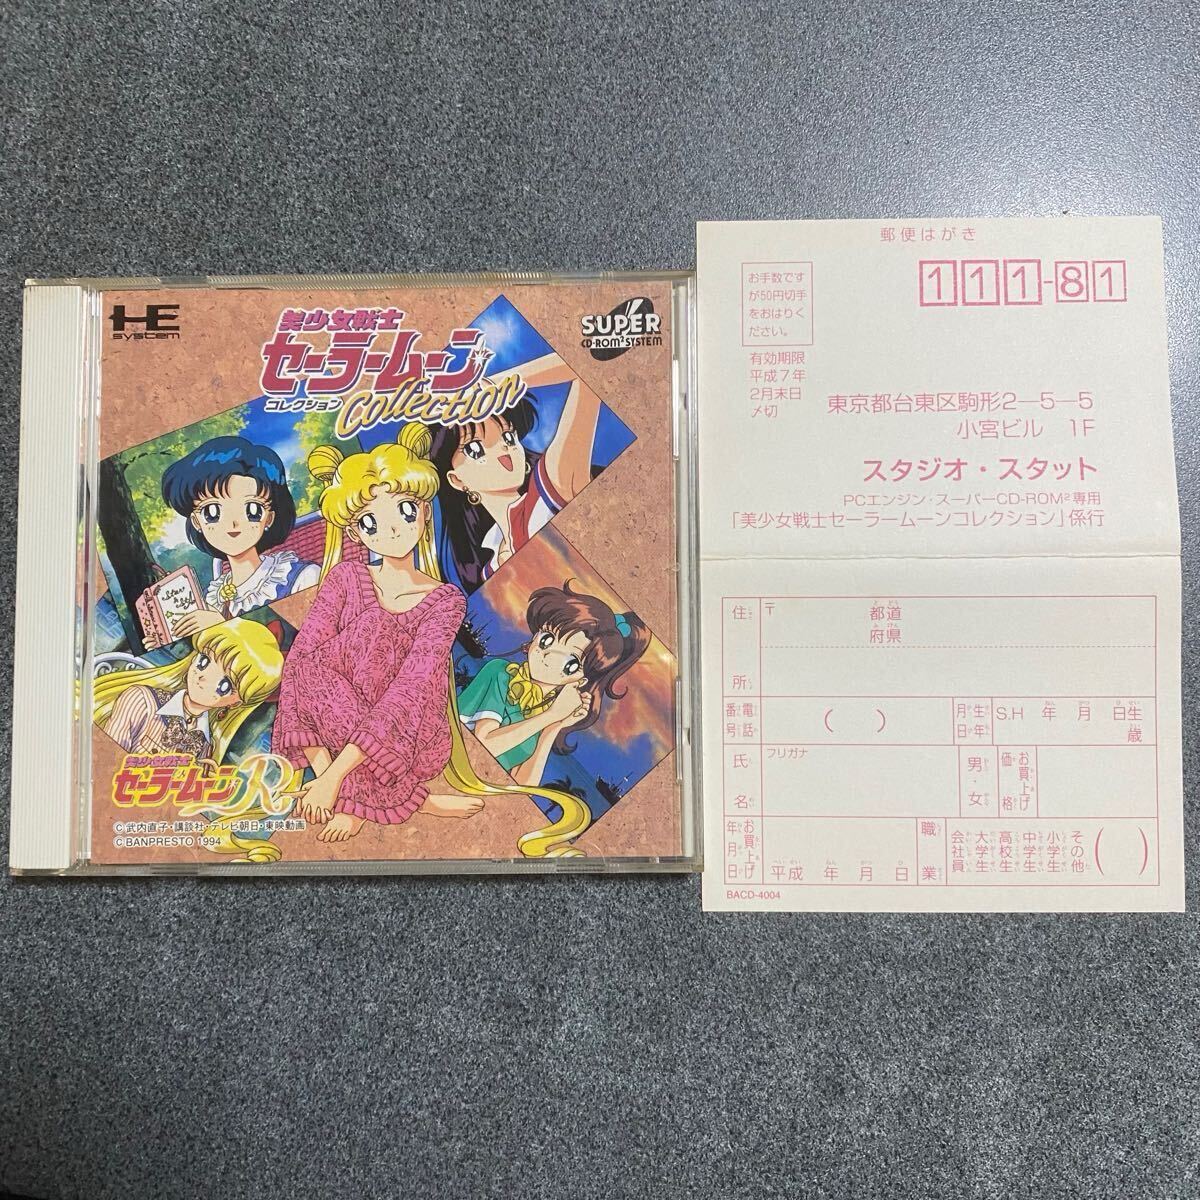 HE
system
美少女戦士
セーラームーン
コレクション
Collection
SUPER
CD-ROM²SYSTEM
美少女戦士
セーラームーンR
©武内直子・講談社・テレビ朝日・東映動画
©BANPRESTO 1994
郵便はがき
111-81
お手数です
が50円切手
をおはりく
ださい。
有効期限
平成7年
2月末日
〆切
東京都台東区駒形2-5-5
小宮ビル 1F
スタジオ・スタット
PCエンジン・スーパーCD-ROM²専用
「美少女戦士セーラームーンコレクション」係行
住所
〒
都道
府県
電話番号
( )
生年月日
S.H 年 月 日生
歳
氏名
フリガナ
男・女
お買上げ価格
お買上げ年月日
平成 年 月 日
職業
その他
小学生
中学生
高校生
大学生
会社員
( )
BACD-4004